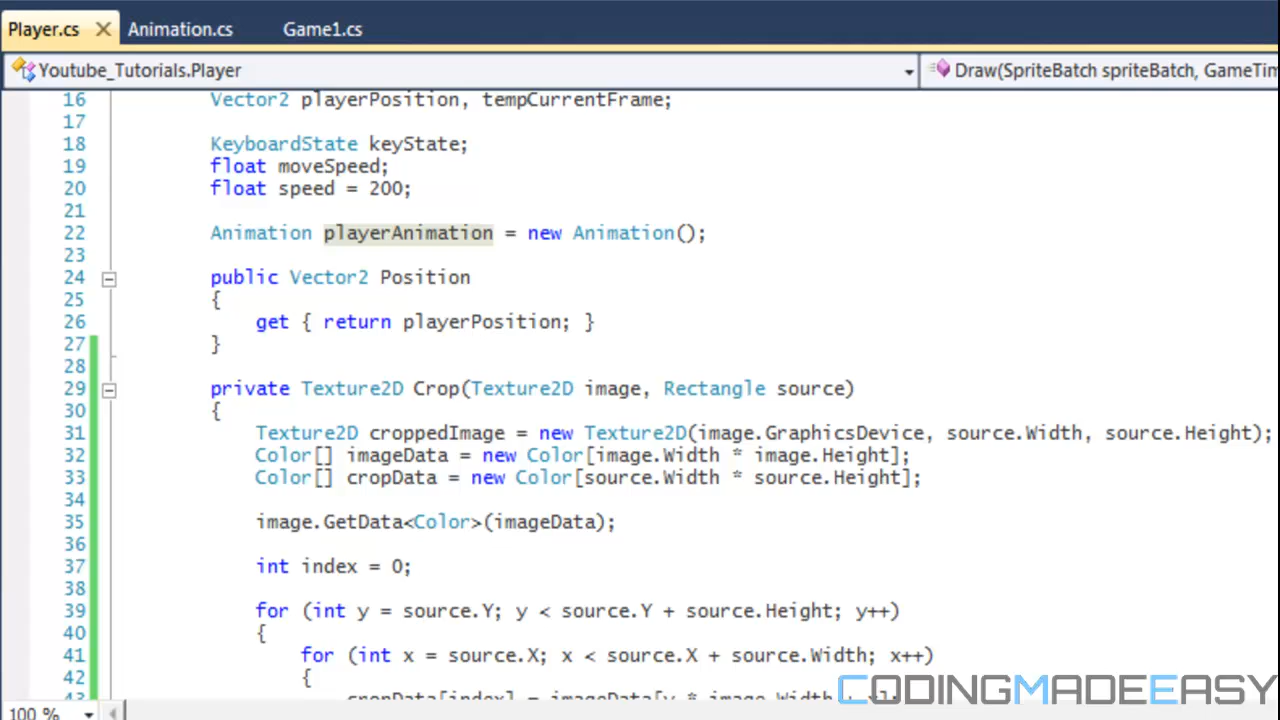 Player.cs Animation.cs Game1.cs
Youtube_Tutorials.Player Draw(SpriteBatch spriteBatch, GameTim
16 Vector2 playerPosition, tempCurrentFrame;
17
18 KeyboardState keyState;
19 float moveSpeed;
20 float speed = 200;
21
22 Animation playerAnimation = new Animation();
23
24 public Vector2 Position
25 {
26 get { return playerPosition; }
27 }
28
29 private Texture2D Crop(Texture2D image, Rectangle source)
30 {
31 Texture2D croppedImage = new Texture2D(image.GraphicsDevice, source.Width, source.Height);
32 Color[] imageData = new Color[image.Width * image.Height];
33 Color[] cropData = new Color[source.Width * source.Height];
34
35 image.GetData<Color>(imageData);
36
37 int index = 0;
38
39 for (int y = source.Y; y < source.Y + source.Height; y++)
40 {
41 for (int x = source.X; x < source.X + source.Width; x++)
42 {
43 cropData[index] = imageData[y * image.Width + x];
100 %
CODINGMADEEASY